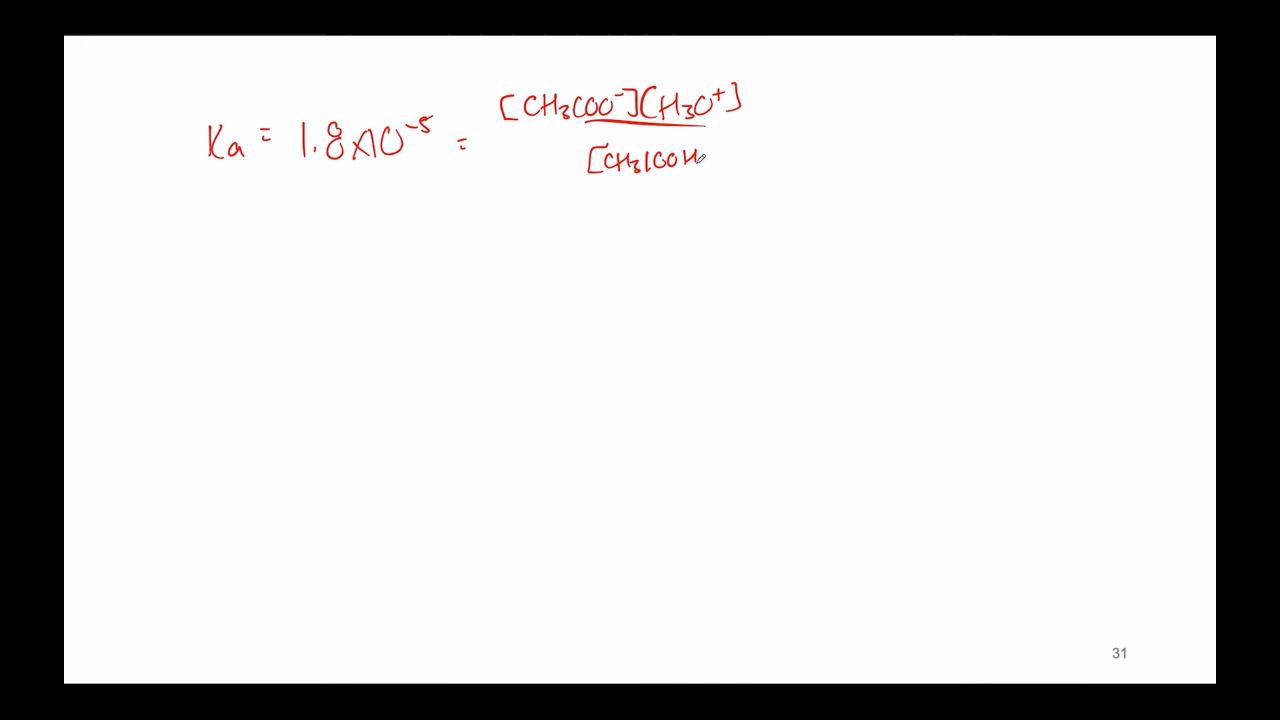 Ka = 1.8x10⁻⁵ = [CH₃COO⁻][H₃O⁺]
[CH₃COOH
31